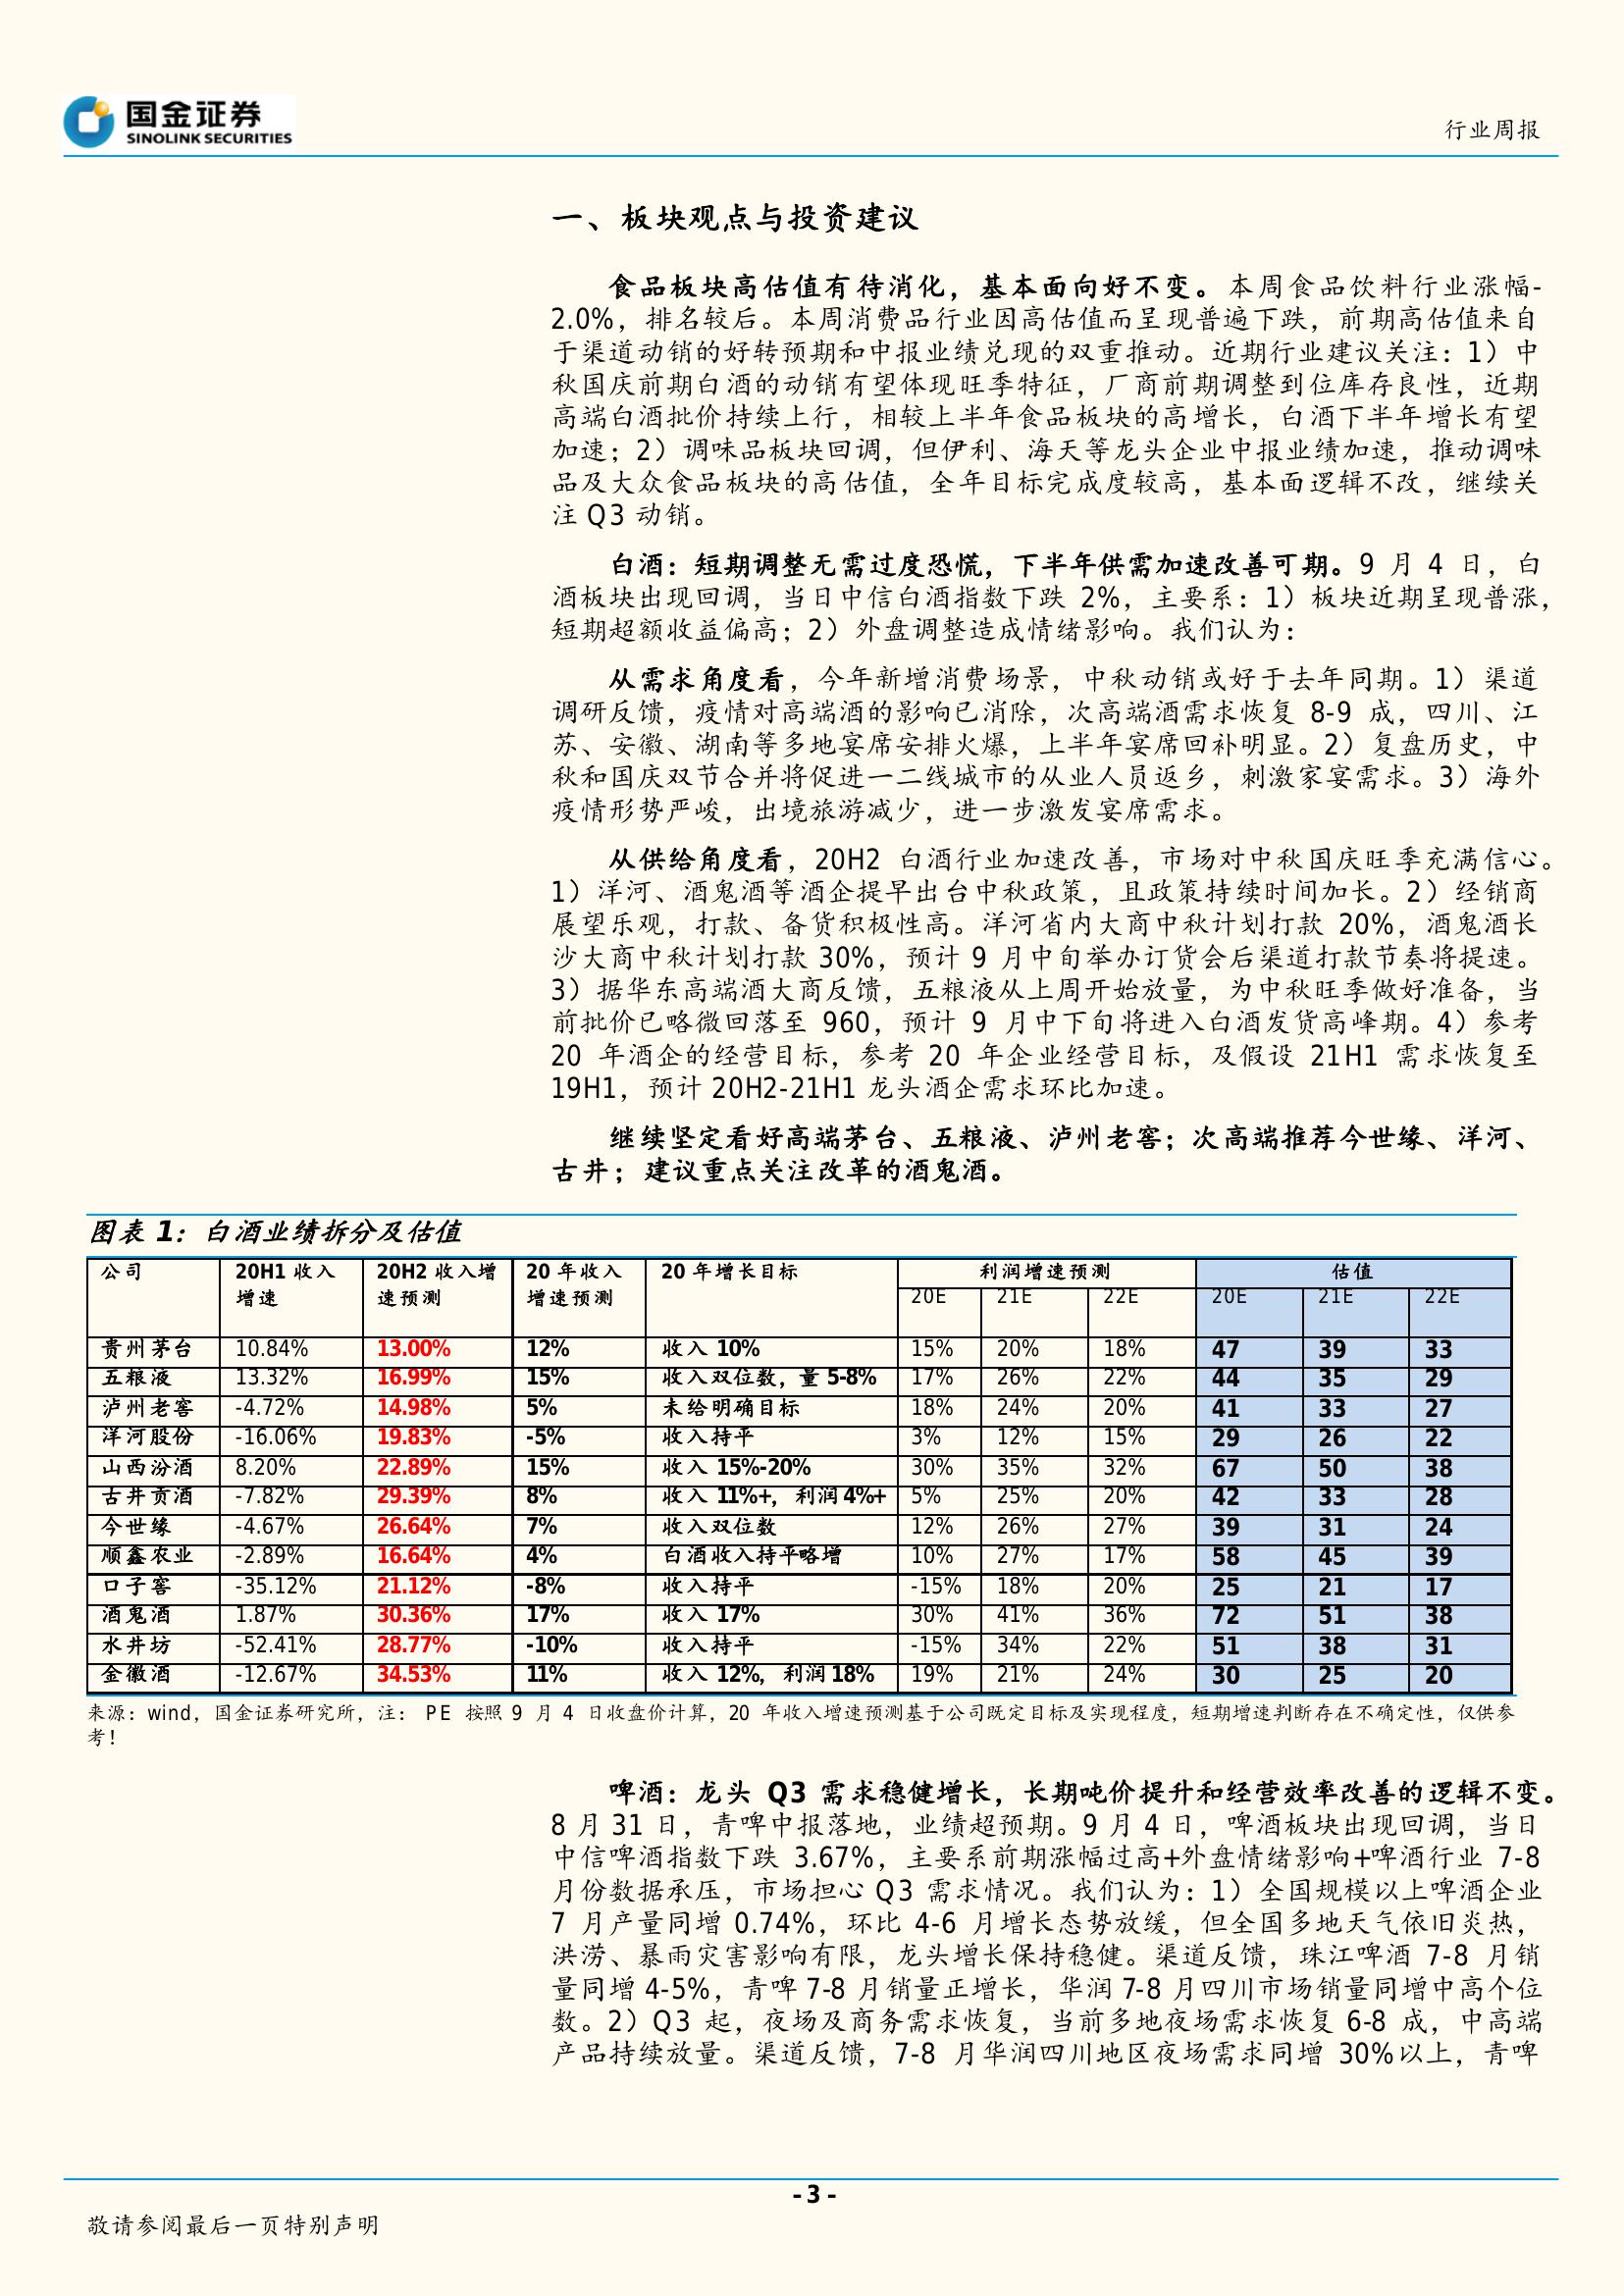 国金证券
SINOLINK SECURITIES
行业周报
一、板块观点与投资建议
食品板块高估值有待消化，基本面向好不变。本周食品饮料行业涨幅-
2.0%，排名较后。本周消费品行业因高估值而呈现普遍下跌，前期高估值来自
于渠道动销的好转预期和中报业绩兑现的双重推动。近期行业建议关注：1）中
秋国庆前期白酒的动销有望体现旺季特征，厂商前期调整到位库存良性，近期
高端白酒批价持续上行，相较上半年食品板块的高增长，白酒下半年增长有望
加速；2）调味品板块回调，但伊利、海天等龙头企业中报业绩加速，推动调味
品及大众食品板块的高估值，全年目标完成度较高，基本面逻辑不改，继续关
注 Q3 动销。
白酒：短期调整无需过度恐慌，下半年供需加速改善可期。9 月 4 日，白
酒板块出现回调，当日中信白酒指数下跌 2%，主要系：1）板块近期呈现普涨，
短期超额收益偏高；2）外盘调整造成情绪影响。我们认为：
从需求角度看，今年新增消费场景，中秋动销或好于去年同期。1）渠道
调研反馈，疫情对高端酒的影响已消除，次高端酒需求恢复 8-9 成，四川、江
苏、安徽、湖南等多地宴席安排火爆，上半年宴席回补明显。2）复盘历史，中
秋和国庆双节合并将促进一二线城市的从业人员返乡，刺激家宴需求。3）海外
疫情形势严峻，出境旅游减少，进一步激发宴席需求。
从供给角度看，20H2 白酒行业加速改善，市场对中秋国庆旺季充满信心。
1）洋河、酒鬼酒等酒企提早出台中秋政策，且政策持续时间加长。2）经销商
展望乐观，打款、备货积极性高。洋河省内大商中秋计划打款 20%，酒鬼酒长
沙大商中秋计划打款 30%，预计 9 月中旬举办订货会后渠道打款节奏将提速。
3）据华东高端酒大商反馈，五粮液从上周开始放量，为中秋旺季做好准备，当
前批价已略微回落至 960，预计 9 月中下旬将进入白酒发货高峰期。4）参考
20 年酒企的经营目标，参考 20 年企业经营目标，及假设 21H1 需求恢复至
19H1，预计 20H2-21H1 龙头酒企需求环比加速。
继续坚定看好高端茅台、五粮液、泸州老窖；次高端推荐今世缘、洋河、
古井；建议重点关注改革的酒鬼酒。
图表 1：白酒业绩拆分及估值
公司 20H1 收入 20H2 收入增 20 年收入 20 年增长目标 利润增速预测 估值
增速 速预测 增速预测 20E 21E 22E 20E 21E 22E
贵州茅台 10.84% 13.00% 12% 收入 10% 15% 20% 18% 47 39 33
五粮液 13.32% 16.99% 15% 收入双位数，量 5-8% 17% 26% 22% 44 35 29
泸州老窖 -4.72% 14.98% 5% 未给明确目标 18% 24% 20% 41 33 27
洋河股份 -16.06% 19.83% -5% 收入持平 3% 12% 15% 29 26 22
山西汾酒 8.20% 22.89% 15% 收入 15%-20% 30% 35% 32% 67 50 38
古井贡酒 -7.82% 29.39% 8% 收入 11%+，利润 4%+ 5% 25% 20% 42 33 28
今世缘 -4.67% 26.64% 7% 收入双位数 12% 26% 27% 39 31 24
顺鑫农业 -2.89% 16.64% 4% 白酒收入持平略增 10% 27% 17% 58 45 39
口子窖 -35.12% 21.12% -8% 收入持平 -15% 18% 20% 25 21 17
酒鬼酒 1.87% 30.36% 17% 收入 17% 30% 41% 36% 72 51 38
水井坊 -52.41% 28.77% -10% 收入持平 -15% 34% 22% 51 38 31
金徽酒 -12.67% 34.53% 11% 收入 12%，利润 18% 19% 21% 24% 30 25 20
来源：wind，国金证券研究所，注： PE 按照 9 月 4 日收盘价计算，20 年收入增速预测基于公司既定目标及实现程度，短期增速判断存在不确定性，仅供参
考！
啤酒：龙头 Q3 需求稳健增长，长期吨价提升和经营效率改善的逻辑不变。
8 月 31 日，青啤中报落地，业绩超预期。9 月 4 日，啤酒板块出现回调，当日
中信啤酒指数下跌 3.67%，主要系前期涨幅过高+外盘情绪影响+啤酒行业 7-8
月份数据承压，市场担心 Q3 需求情况。我们认为：1）全国规模以上啤酒企业
7 月产量同增 0.74%，环比 4-6 月增长态势放缓，但全国多地天气依旧炎热，
洪涝、暴雨灾害影响有限，龙头增长保持稳健。渠道反馈，珠江啤酒 7-8 月销
量同增 4-5%，青啤 7-8 月销量正增长，华润 7-8 月四川市场销量同增中高个位
数。2）Q3 起，夜场及商务需求恢复，当前多地夜场需求恢复 6-8 成，中高端
产品持续放量。渠道反馈，7-8 月华润四川地区夜场需求同增 30%以上，青啤
- 3 -
敬请参阅最后一页特别声明